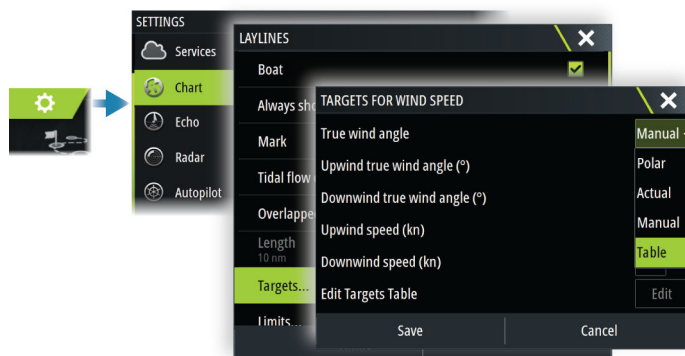 SETTINGS
Services
Chart
Echo
Radar
Autopilot
LAYLINES
Boat
Always sho
Mark
Tidal flow
Overlappe
Length
10 nm
Targets...
Limits...
TARGETS FOR WIND SPEED
True wind angle
Manual
Upwind true wind angle (°)
Polar
Downwind true wind angle (°)
Actual
Upwind speed (kn)
Manual
Downwind speed (kn)
Table
Edit Targets Table
Edit
Save
Cancel